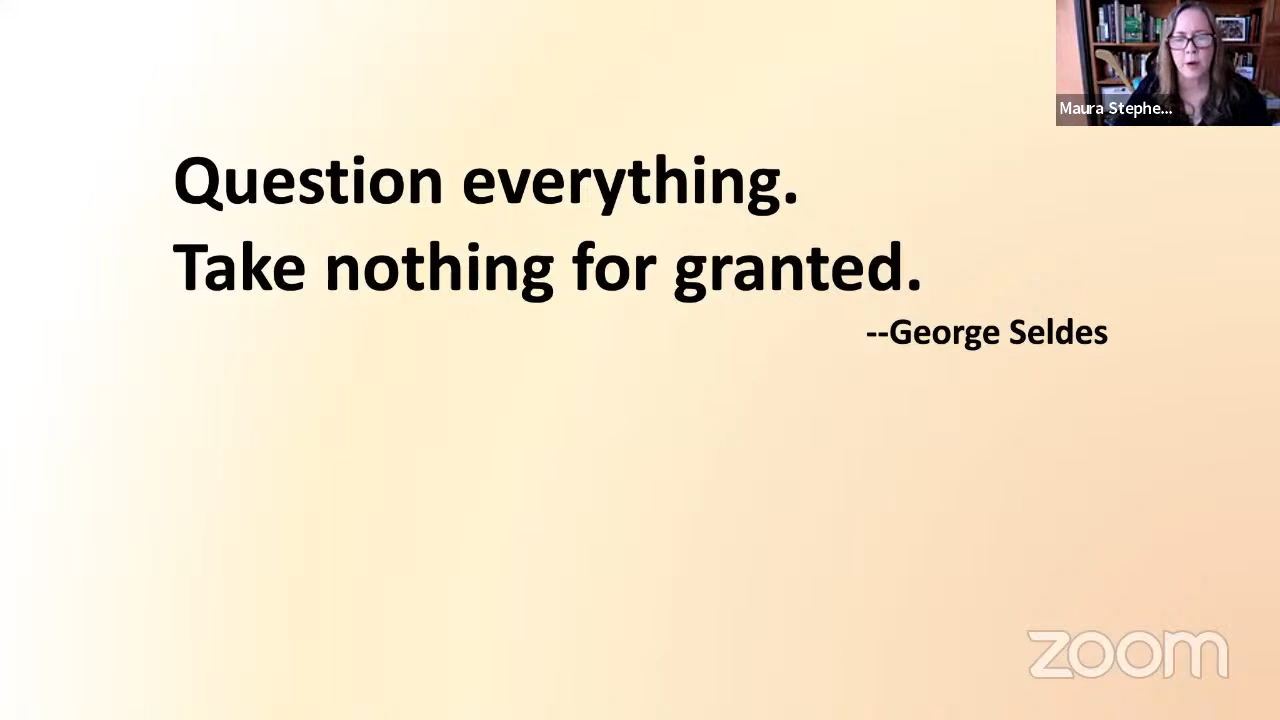 Maura Stephe...
Question everything.
Take nothing for granted.
--George Seldes
zoom